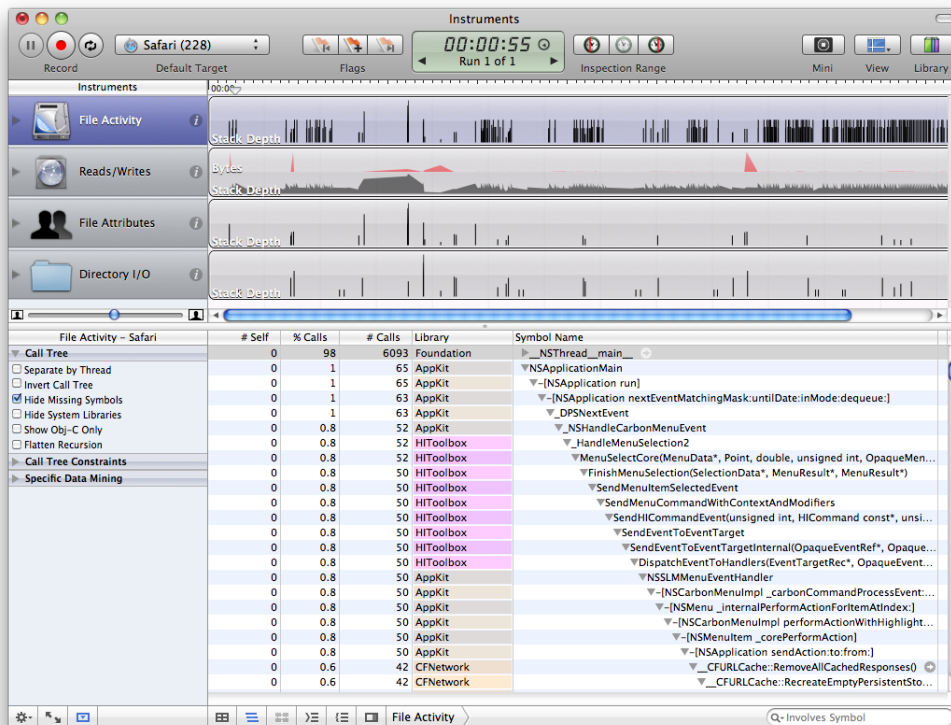 Instruments
Safari (228)
00:00:55
Run 1 of 1
Record
Default Target
Flags
Inspection Range
Mini
View
Library
Instruments
File Activity
Stack Depth
Reads/Writes
Bytes
Stack Depth
File Attributes
Stack Depth
Directory I/O
Stack Depth
File Activity – Safari
# Self % Calls # Calls Library Symbol Name
Call Tree
Separate by Thread
Invert Call Tree
Hide Missing Symbols
Hide System Libraries
Show Obj-C Only
Flatten Recursion
Call Tree Constraints
Specific Data Mining
0 98 6093 Foundation __NSThread__main__
0 1 65 AppKit NSApplicationMain
0 1 65 AppKit -[NSApplication run]
0 1 63 AppKit -[NSApplication nextEventMatchingMask:untilDate:inMode:dequeue:]
0 1 63 AppKit _DPSNextEvent
0 0.8 52 AppKit _NSHandleCarbonMenuEvent
0 0.8 52 HIToolbox _HandleMenuSelection2
0 0.8 52 HIToolbox MenuSelectCore(MenuData*, Point, double, unsigned int, OpaqueMen...
0 0.8 50 HIToolbox FinishMenuSelection(SelectionData*, MenuResult*, MenuResult*)
0 0.8 50 HIToolbox SendMenuItemSelectedEvent
0 0.8 50 HIToolbox SendMenuCommandWithContextAndModifiers
0 0.8 50 HIToolbox SendHICommandEvent(unsigned int, HICommand const*, unsi...
0 0.8 50 HIToolbox SendEventToEventTarget
0 0.8 50 HIToolbox SendEventToEventTargetInternal(OpaqueEventRef*, Opaque...
0 0.8 50 HIToolbox DispatchEventToHandlers(EventTargetRec*, OpaqueEvent...
0 0.8 50 AppKit NSSLMMenuEventHandler
0 0.8 50 AppKit -[NSCarbonMenuImpl _carbonCommandProcessEvent:...
0 0.8 50 AppKit -[NSMenu _internalPerformActionForItemAtIndex:]
0 0.8 50 AppKit -[NSCarbonMenuImpl performActionWithHighlight...
0 0.8 50 AppKit -[NSMenuItem _corePerformAction]
0 0.8 50 AppKit -[NSApplication sendAction:to:from:]
0 0.6 42 CFNetwork __CFURLCache::RemoveAllCachedResponses()
0 0.6 42 CFNetwork __CFURLCache::RecreateEmptyPersistentSto...
File Activity
Involves Symbol